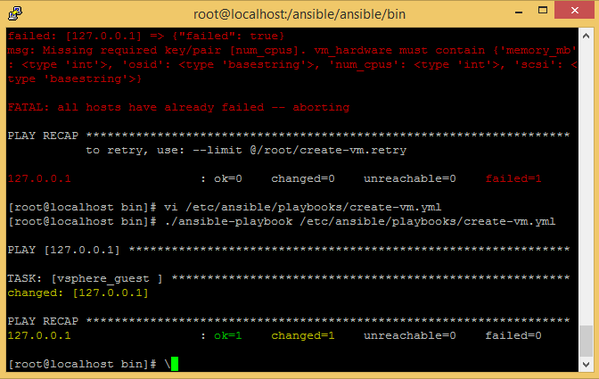 root@localhost:/ansible/ansible/bin
failed: [127.0.0.1] => {"failed": true}
msg: Missing required key/pair [num_cpus]. vm_hardware must contain {'memory_mb'
: <type 'int'>, 'osid': <type 'basestring'>, 'num_cpus': <type 'int'>, 'scsi': <
type 'basestring'>}
FATAL: all hosts have already failed -- aborting
PLAY RECAP ********************************************************************
to retry, use: --limit @/root/create-vm.retry
127.0.0.1 : ok=0 changed=0 unreachable=0 failed=1
[root@localhost bin]# vi /etc/ansible/playbooks/create-vm.yml
[root@localhost bin]# ./ansible-playbook /etc/ansible/playbooks/create-vm.yml
PLAY [127.0.0.1] **************************************************************
TASK: [vsphere_guest ] ********************************************************
changed: [127.0.0.1]
PLAY RECAP ********************************************************************
127.0.0.1 : ok=1 changed=1 unreachable=0 failed=0
[root@localhost bin]# \